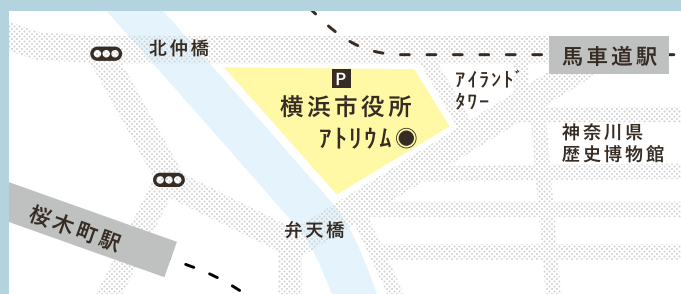 北仲橋
馬車道駅
P
アイランド
タワー
横浜市役所
アトリウム
神奈川県
歴史博物館
桜木町駅
弁天橋